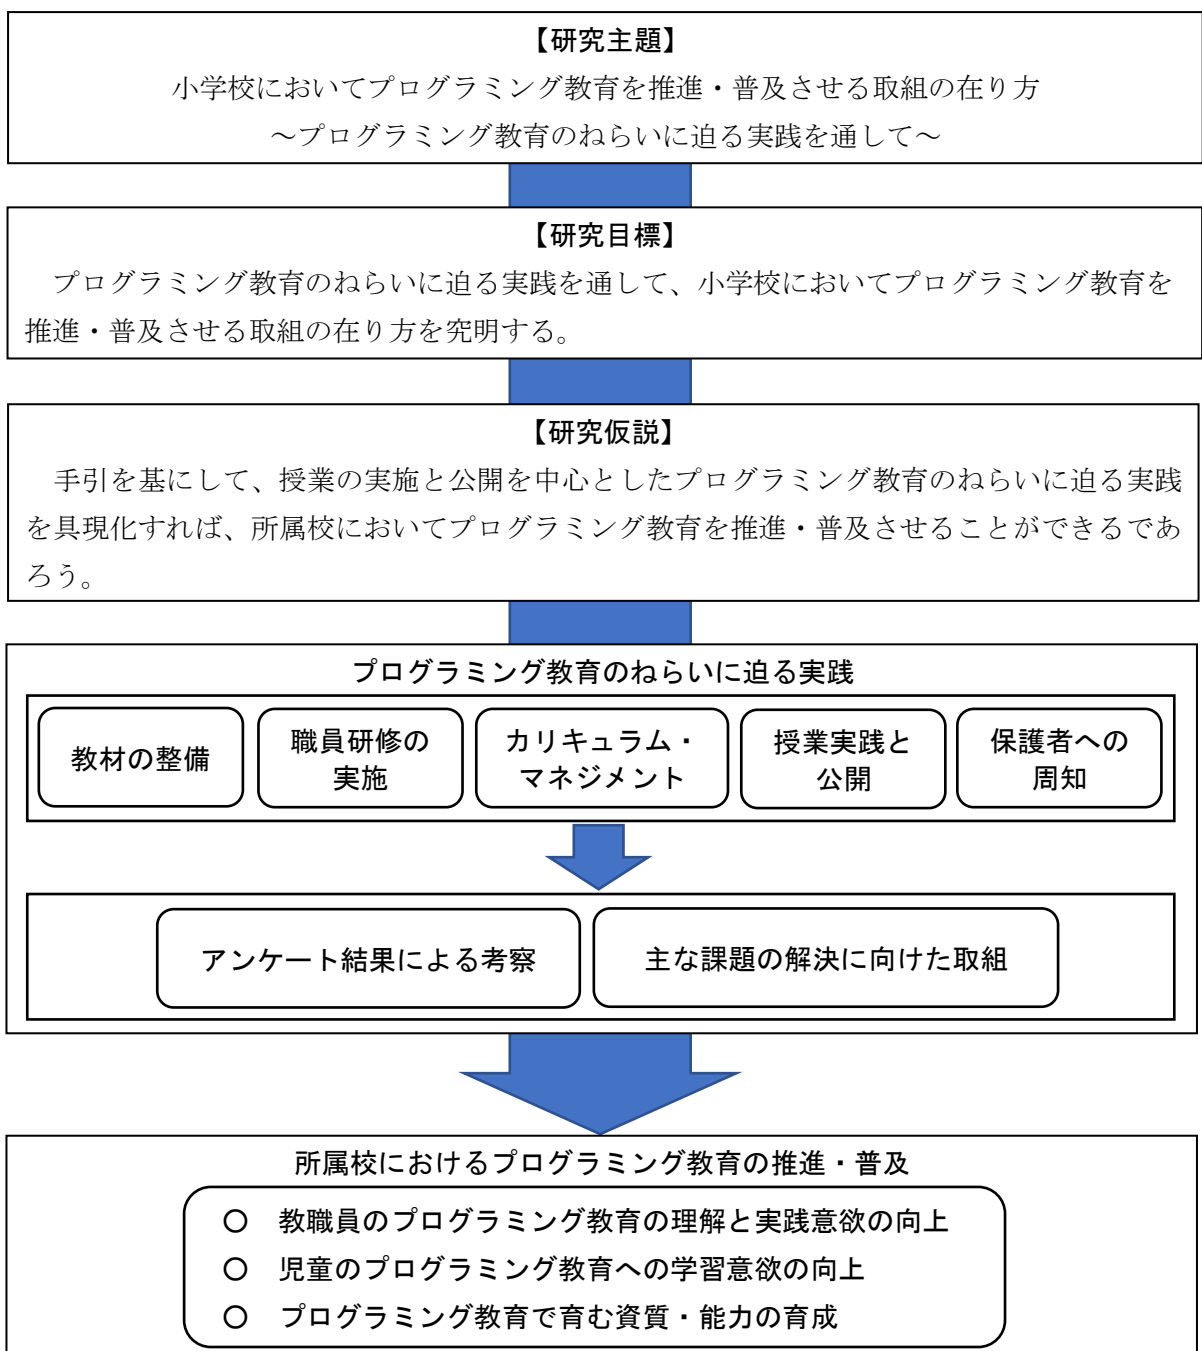 【研究主題】
小学校においてプログラミング教育を推進・普及させる取組の在り方
～プログラミング教育のねらいに迫る実践を通して～
【研究目標】
プログラミング教育のねらいに迫る実践を通して、小学校においてプログラミング教育を
推進・普及させる取組の在り方を究明する。
【研究仮説】
手引を基にして、授業の実施と公開を中心としたプログラミング教育のねらいに迫る実践
を具現化すれば、所属校においてプログラミング教育を推進・普及させることができるであ
ろう。
プログラミング教育のねらいに迫る実践
教材の整備
職員研修の
実施
カリキュラム・
マネジメント
授業実践と
公開
保護者への
周知
アンケート結果による考察
主な課題の解決に向けた取組
所属校におけるプログラミング教育の推進・普及
○ 教職員のプログラミング教育の理解と実践意欲の向上
○ 児童のプログラミング教育への学習意欲の向上
○ プログラミング教育で育む資質・能力の育成